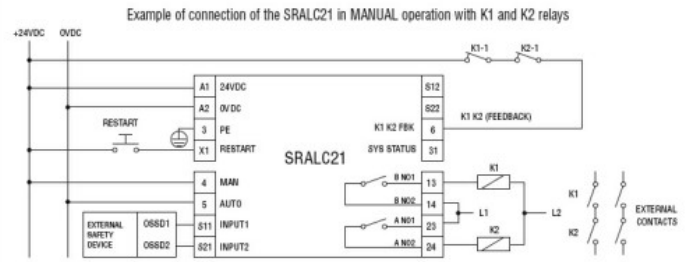 Example of connection of the SRALC21 in MANUAL operation with K1 and K2 relays
+24VDC 0VDC
K1-1 K2-1
A1 24VDC S12
A2 0VDC S22
K1 K2 (FEEDBACK)
RESTART 3 PE K1 K2 FBK 6
X1 RESTART SYS STATUS 31
SRALC21
K1
4 MAN B NO1 13
K1
5 AUTO B NO2 14
L1 L2
EXTERNAL CONTACTS
EXTERNAL SAFETY DEVICE
OSSD1 S11 INPUT1 A NO1 23
K2
K2
OSSD2 S21 INPUT2 A NO2 24